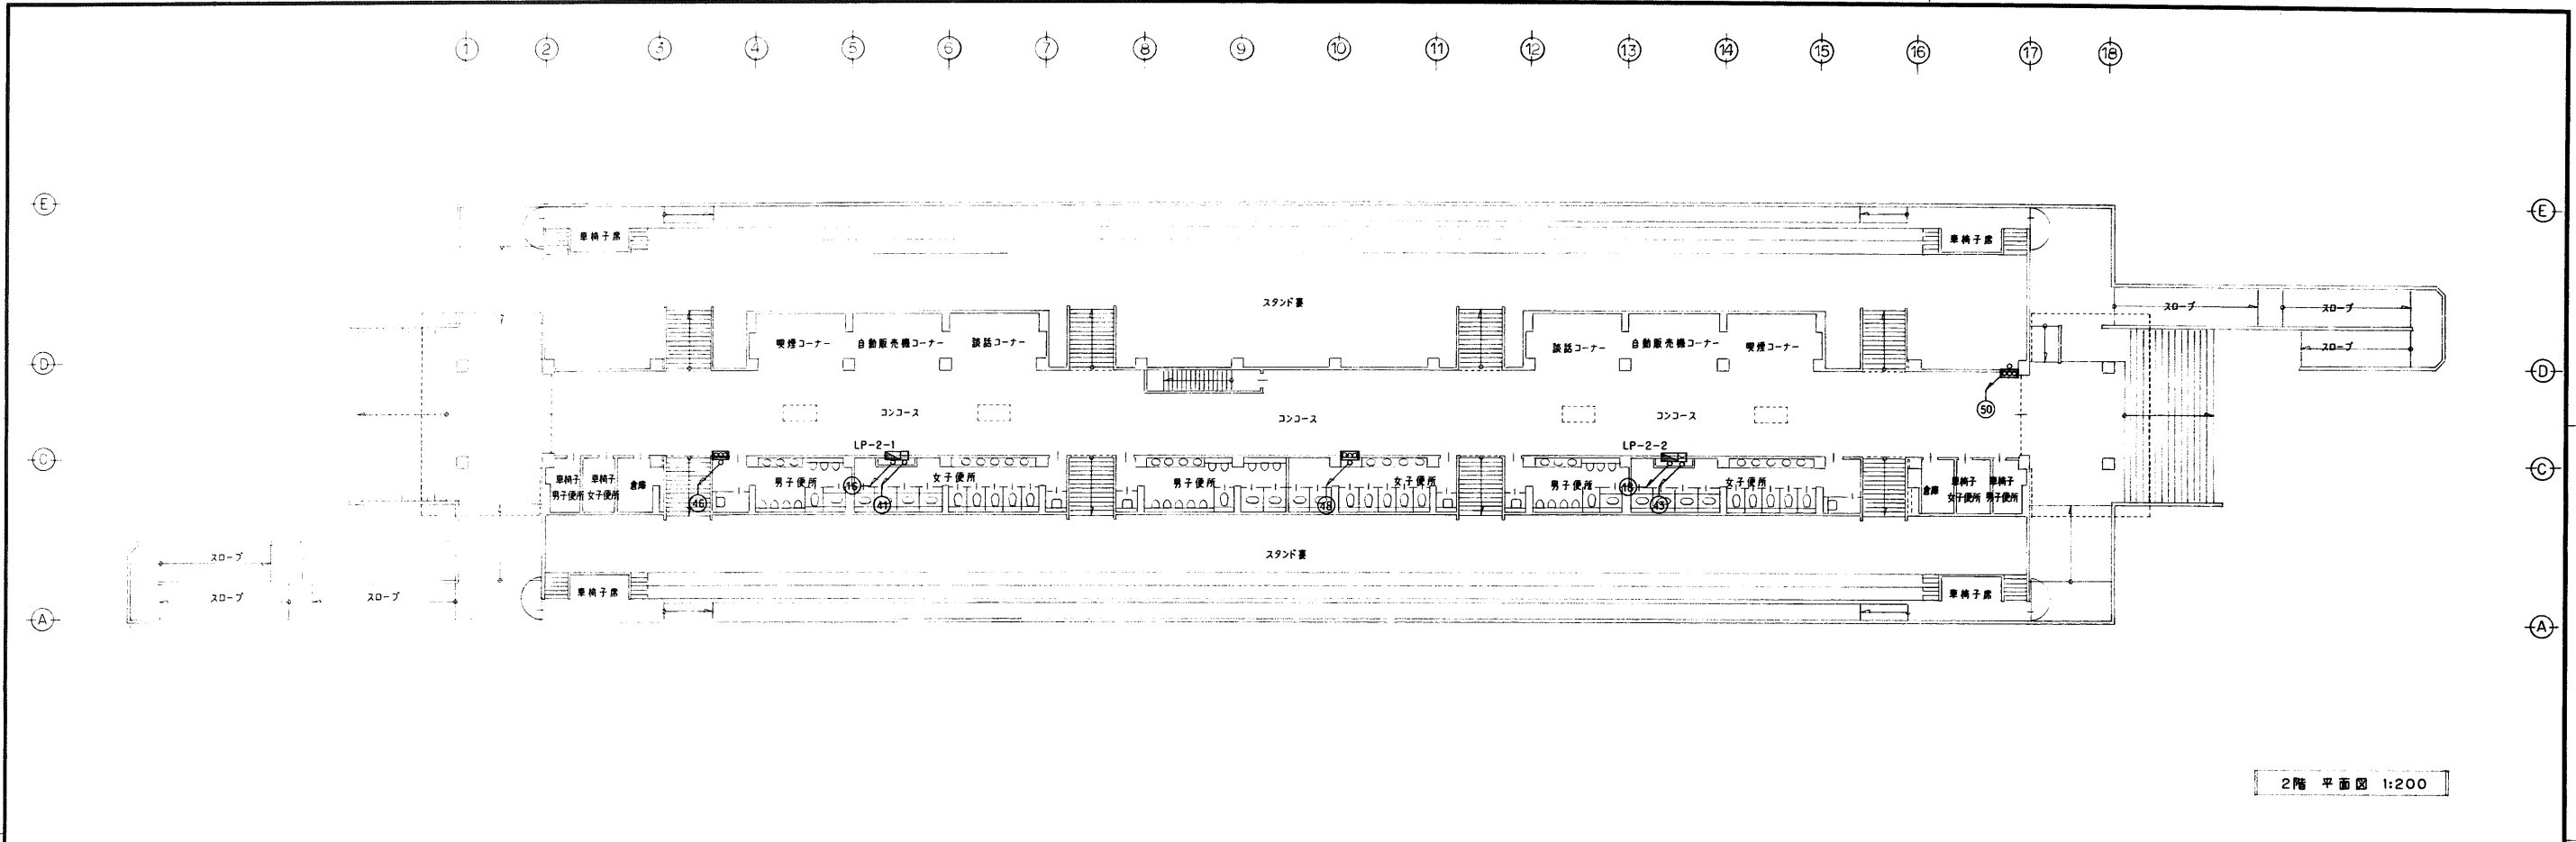 1 2 3 4 5 6 7 8 9 10 11 12 13 14 15 16 17 18
E E
車椅子席 車椅子席
スタンド裏
スロープ スロープ
喫煙コーナー 自動販売機コーナー 談話コーナー 談話コーナー 自動販売機コーナー 喫煙コーナー
スロープ
D D
コンコース コンコース コンコース
50
LP-2-1 LP-2-2
C C
車椅子
男子便所
車椅子
女子便所
倉庫
男子便所
女子便所
男子便所
女子便所
男子便所
女子便所
倉庫
車椅子
女子便所
車椅子
男子便所
46 41 48 43
スタンド裏
スロープ
スロープ スロープ
車椅子席 車椅子席
A A
2階 平面図 1:200